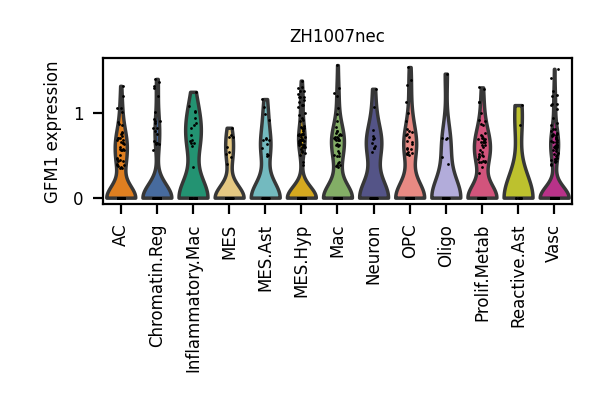 ZH1007nec
GFM1 expression
1
0
AC
Chromatin.Reg
Inflammatory.Mac
MES
MES.Ast
MES.Hyp
Mac
Neuron
OPC
Oligo
Prolif.Metab
Reactive.Ast
Vasc